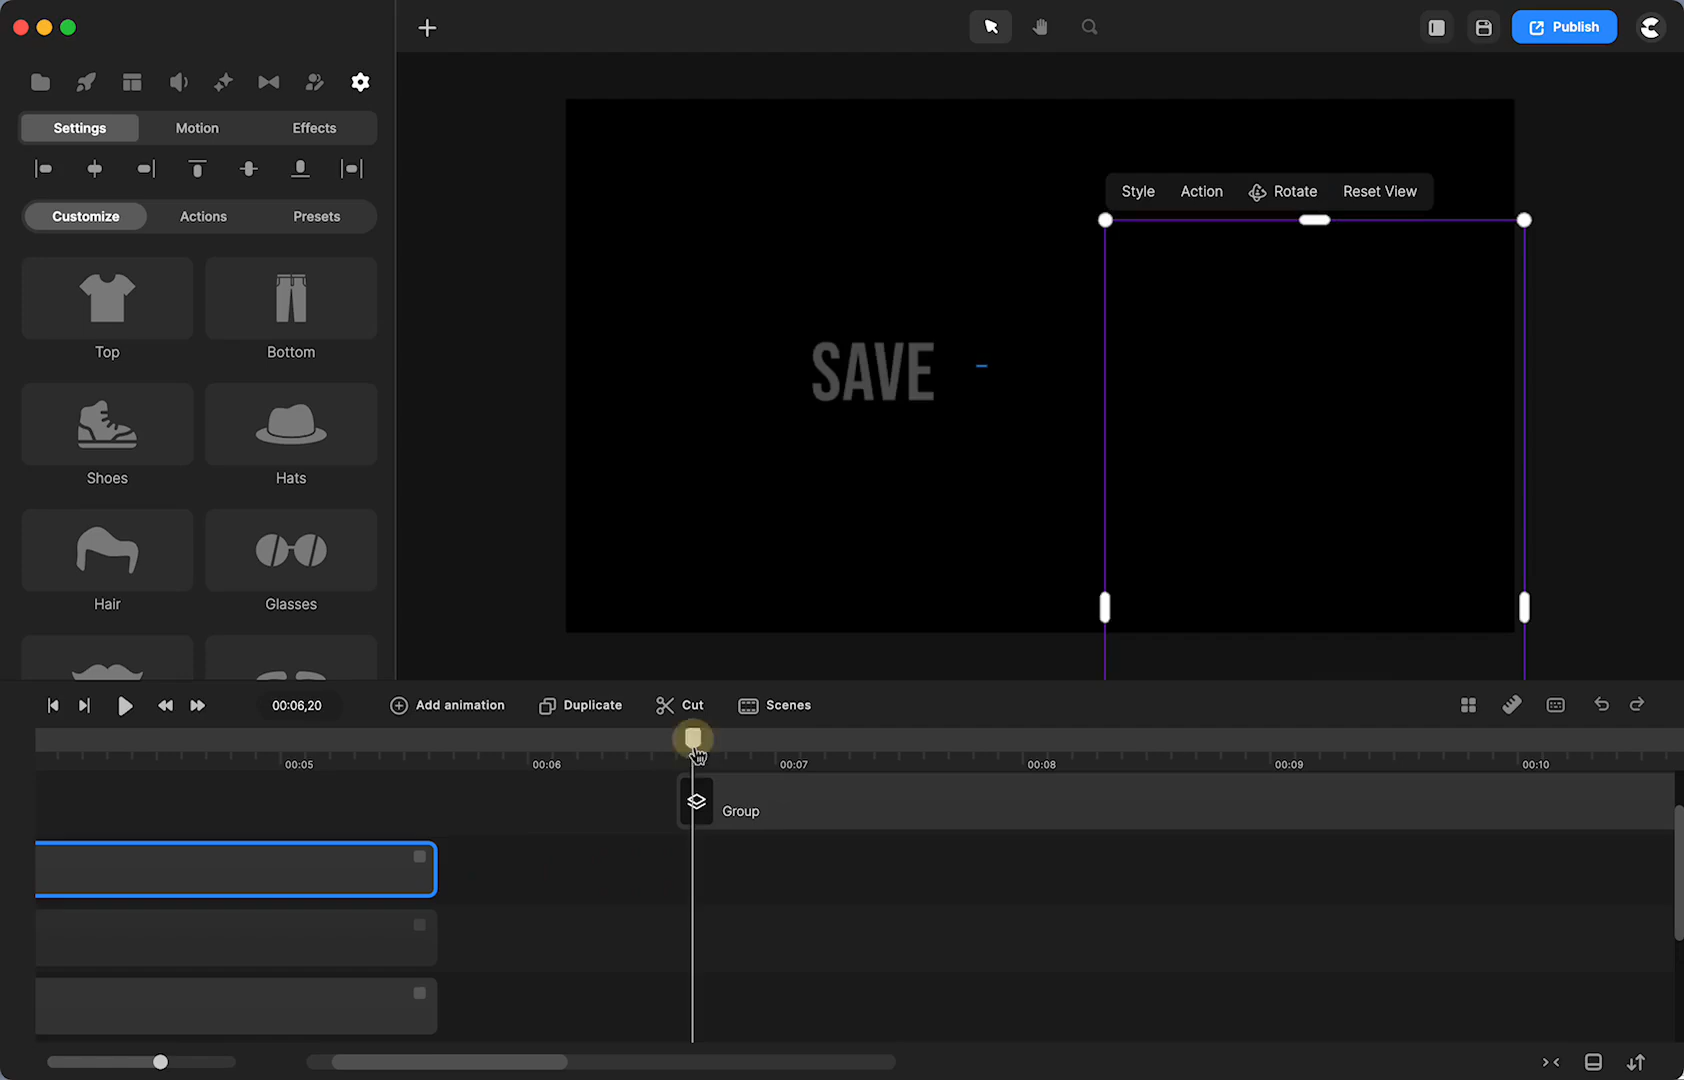 Publish
Settings Motion Effects
Customize Actions Presets
Top Bottom
Shoes Hats
Hair Glasses
Style Action Rotate Reset View
SAVE
00:06,20 Add animation Duplicate Cut Scenes
00:05 00:06 00:07 00:08 00:09 00:10
Group